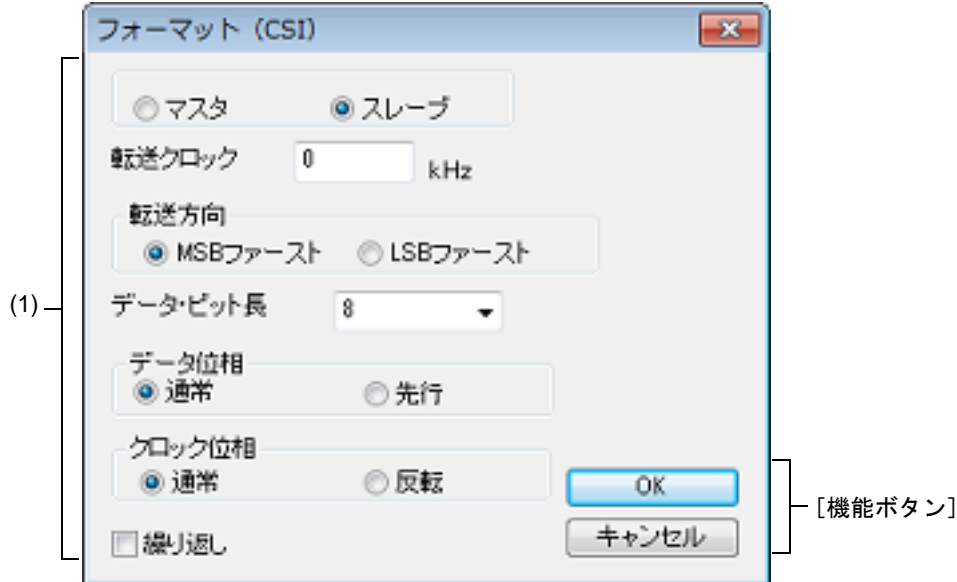 フォーマット (CSI)
マスタ スレーブ
転送クロック 0 kHz
転送方向
MSBファースト LSBファースト
(1)
データ・ビット長 8
データ位相
通常 先行
クロック位相
通常 反転
OK
[機能ボタン]
繰り返し
キャンセル